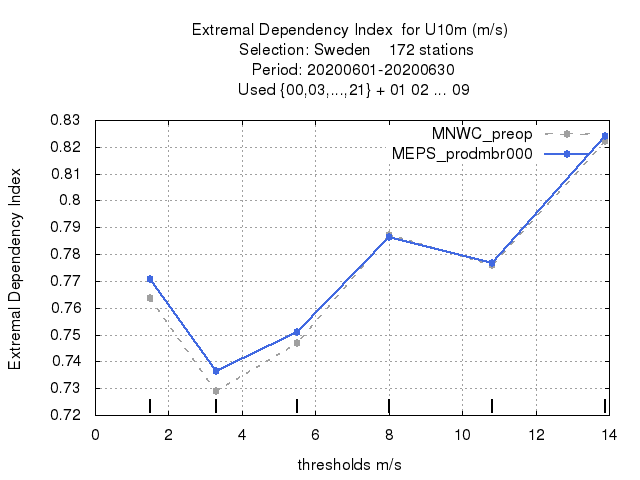 Extremal Dependency Index  for U10m (m/s)
Selection: Sweden    172 stations
Period: 20200601-20200630
Used {00,03,...,21} + 01 02 ... 09
MNWC_preop
MEPS_prodmbr000
Extremal Dependency Index
0.83
0.82
0.81
0.8
0.79
0.78
0.77
0.76
0.75
0.74
0.73
0.72
0 2 4 6 8 10 12 14
thresholds m/s